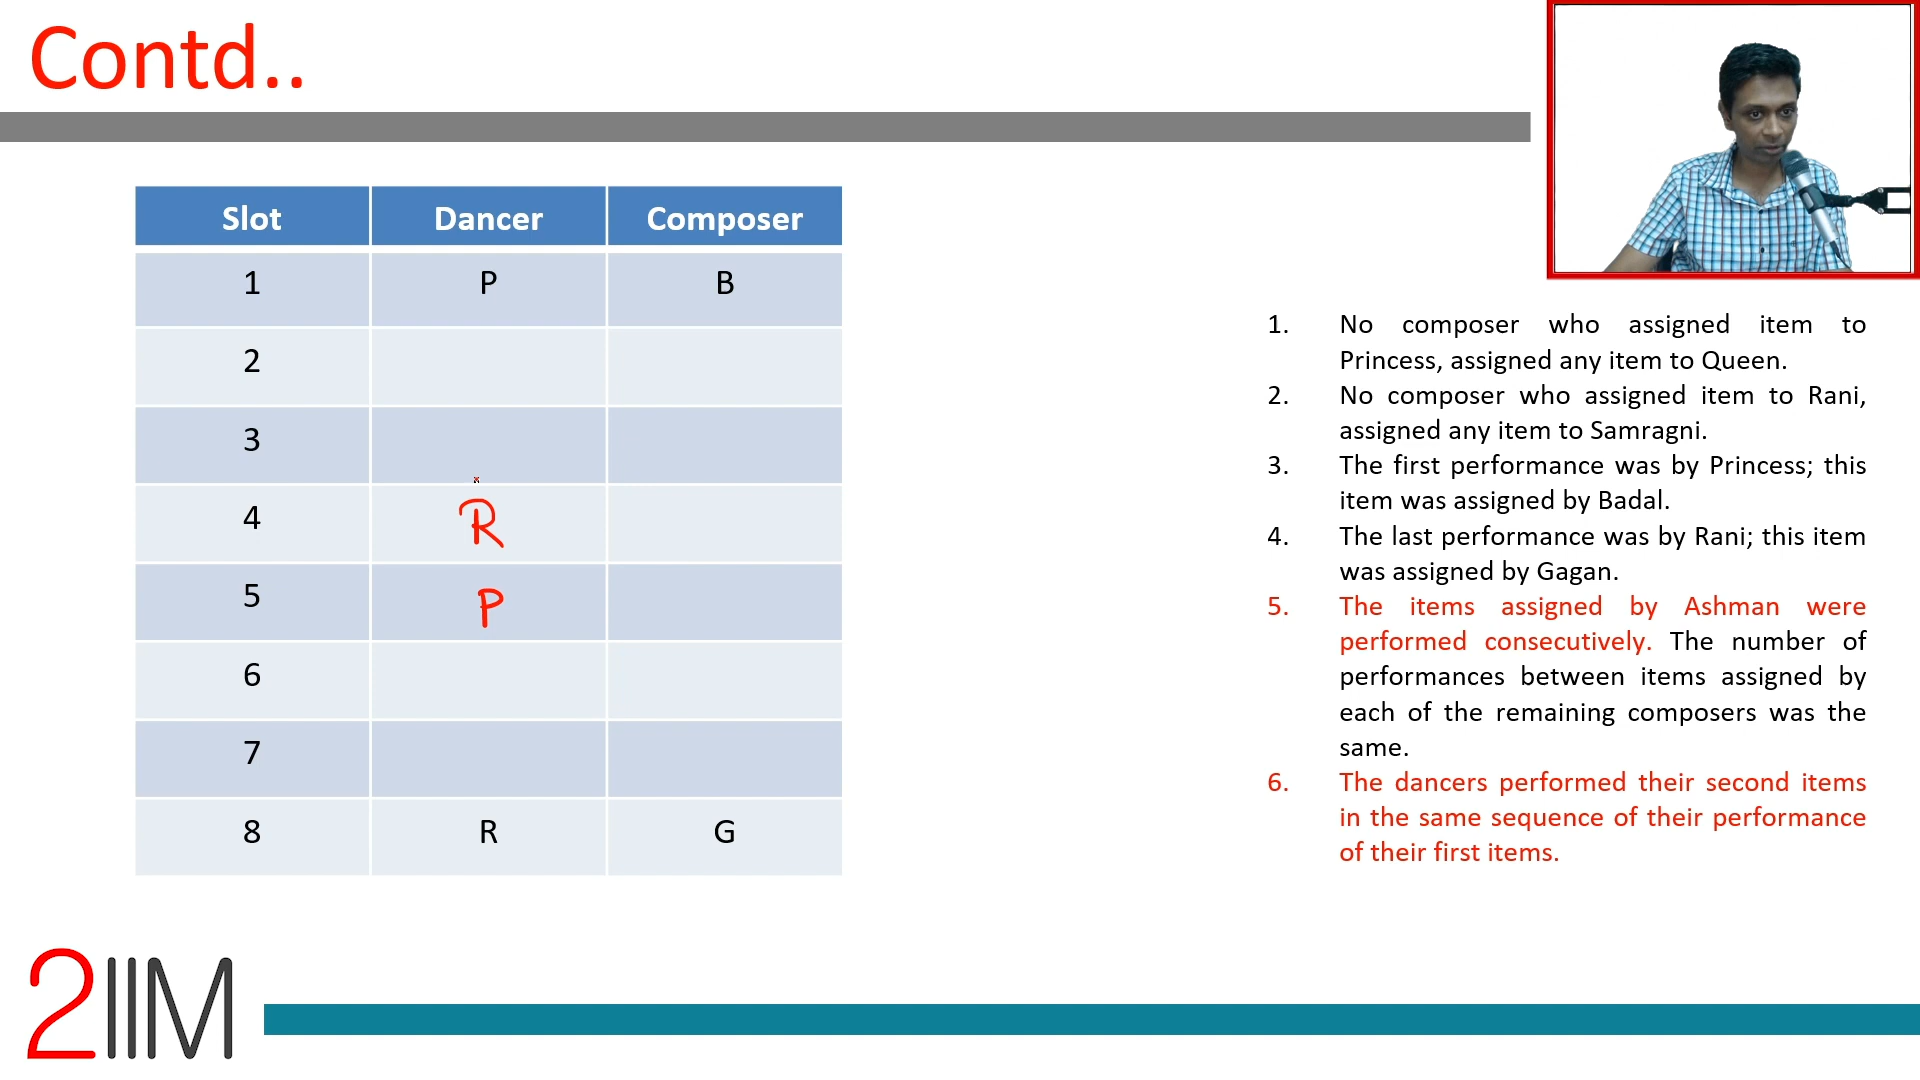 Contd..
Slot Dancer Composer
1 P B
2
3
4 R
5 P
6
7
8 R G
1. No composer who assigned item to
Princess, assigned any item to Queen.
2. No composer who assigned item to Rani,
assigned any item to Samragni.
3. The first performance was by Princess; this
item was assigned by Badal.
4. The last performance was by Rani; this item
was assigned by Gagan.
5. The items assigned by Ashman were
performed consecutively. The number of
performances between items assigned by
each of the remaining composers was the
same.
6. The dancers performed their second items
in the same sequence of their performance
of their first items.
2IIM